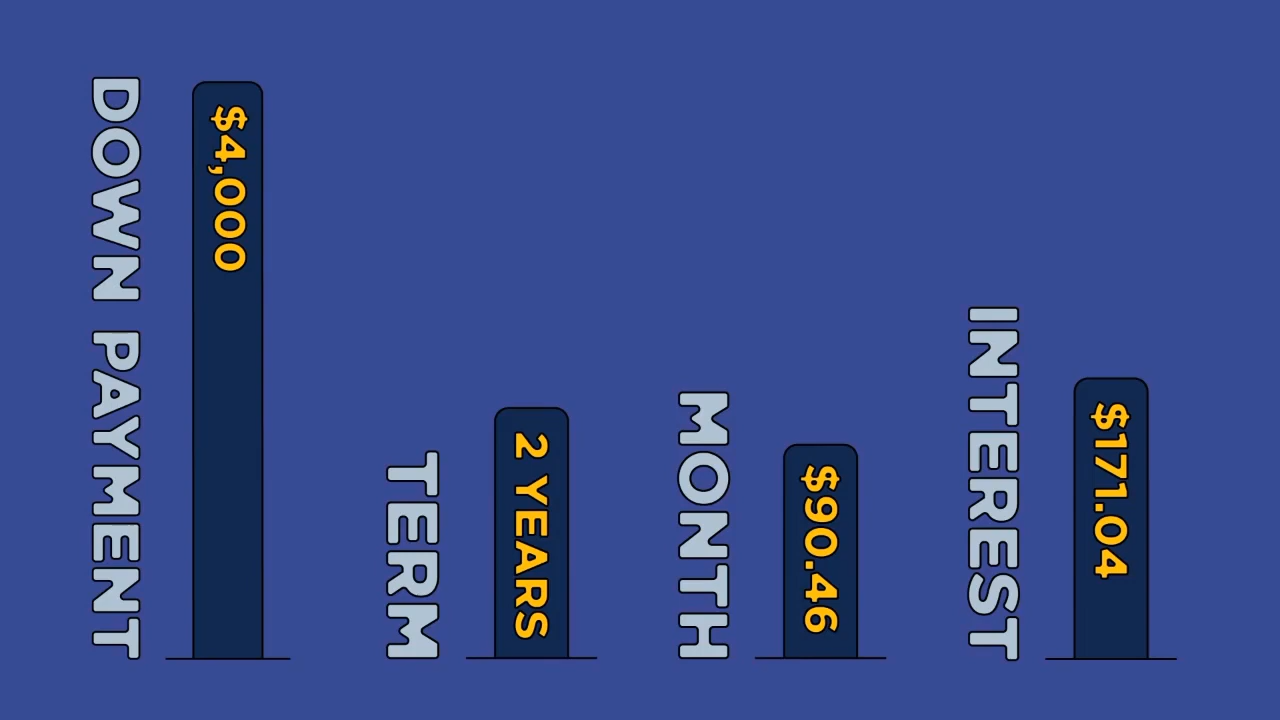 DOWN PAYMENT
$4,000
TERM
2 YEARS
MONTH
$90.46
INTEREST
$171.04